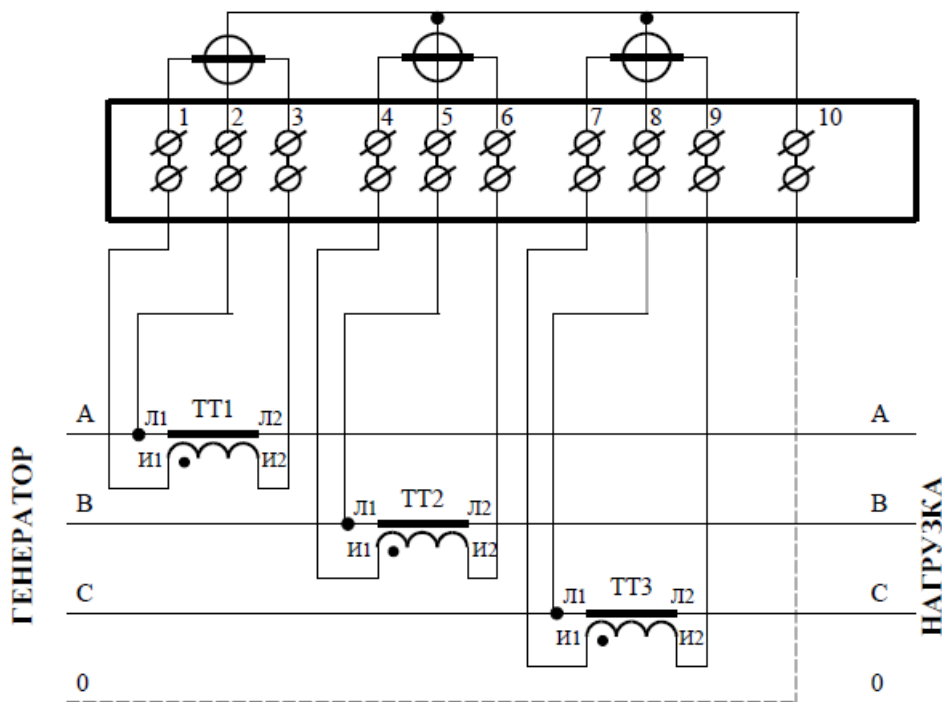 1 2 3 4 5 6 7 8 9 10
A Л1 ТТ1 Л2 A
И1 И2
B Л1 ТТ2 Л2 B
И1 И2
C Л1 ТТ3 Л2 C
И1 И2
0 0
ГЕНЕРАТОР
НАГРУЗКА